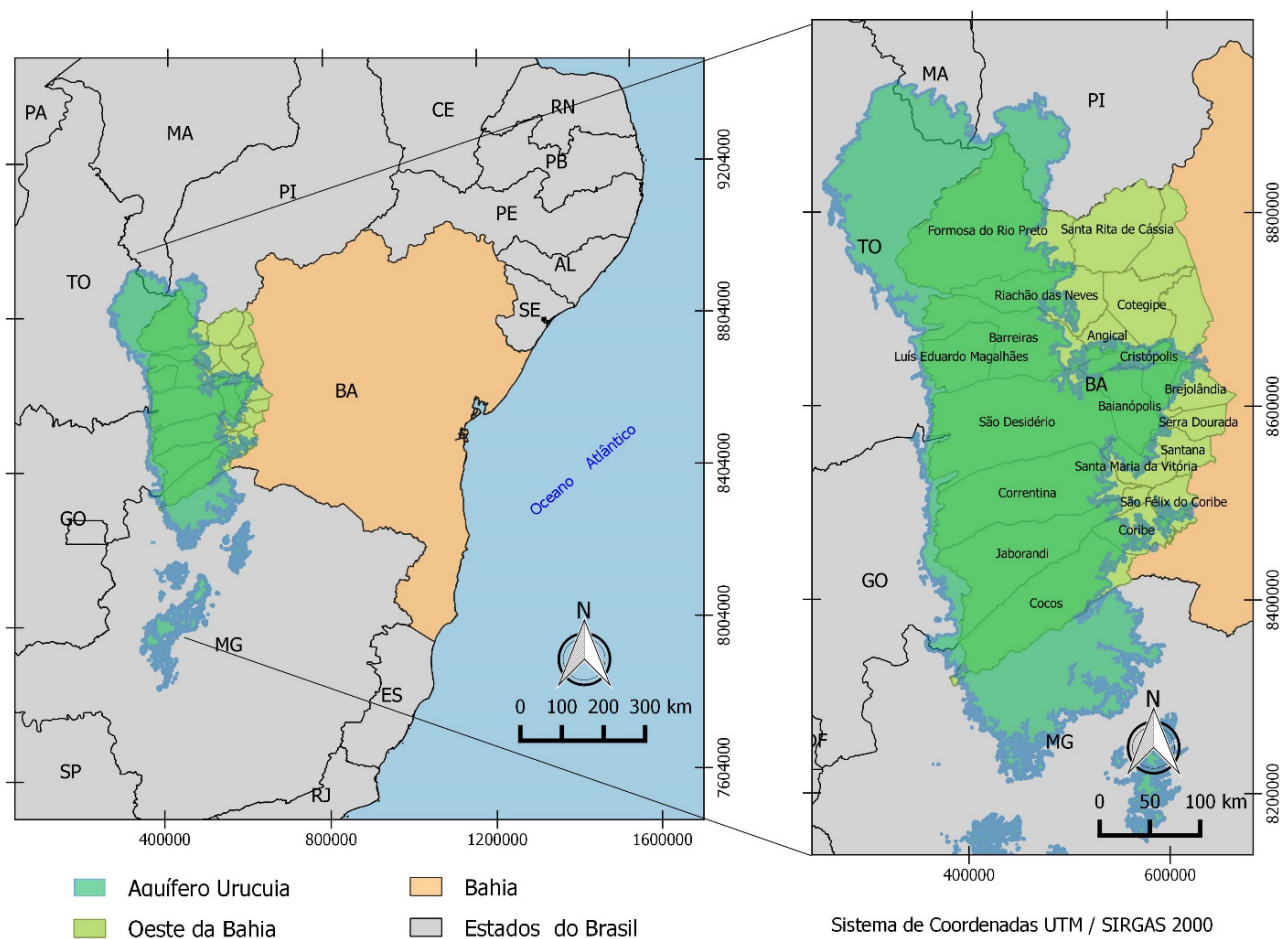 PA
MA
CE
RN
PB
PI
PE
TO
AL
SE
BA
GO
MG
ES
SP
RJ
Oceano Atlântico
N
0 100 200 300 km
9204000
8804000
8404000
8004000
7604000
400000 800000 1200000 1600000
MA
PI
TO
Formosa do Rio Preto
Santa Rita de Cássia
Riachão das Neves
Cotegipe
Barreiras
Angical
Luís Eduardo Magalhães
Cristópolis
BA
Brejolândia
Baianópolis
São Desidério
Serra Dourada
Santana
Santa Maria da Vitória
Correntina
São Félix do Coribe
Coribe
Jaborandi
GO
Cocos
N
MG
DF
0 50 100 km
8800000
8600000
8400000
8200000
400000 600000
Aquífero Urucuia
Bahia
Oeste da Bahia
Estados do Brasil
Sistema de Coordenadas UTM / SIRGAS 2000